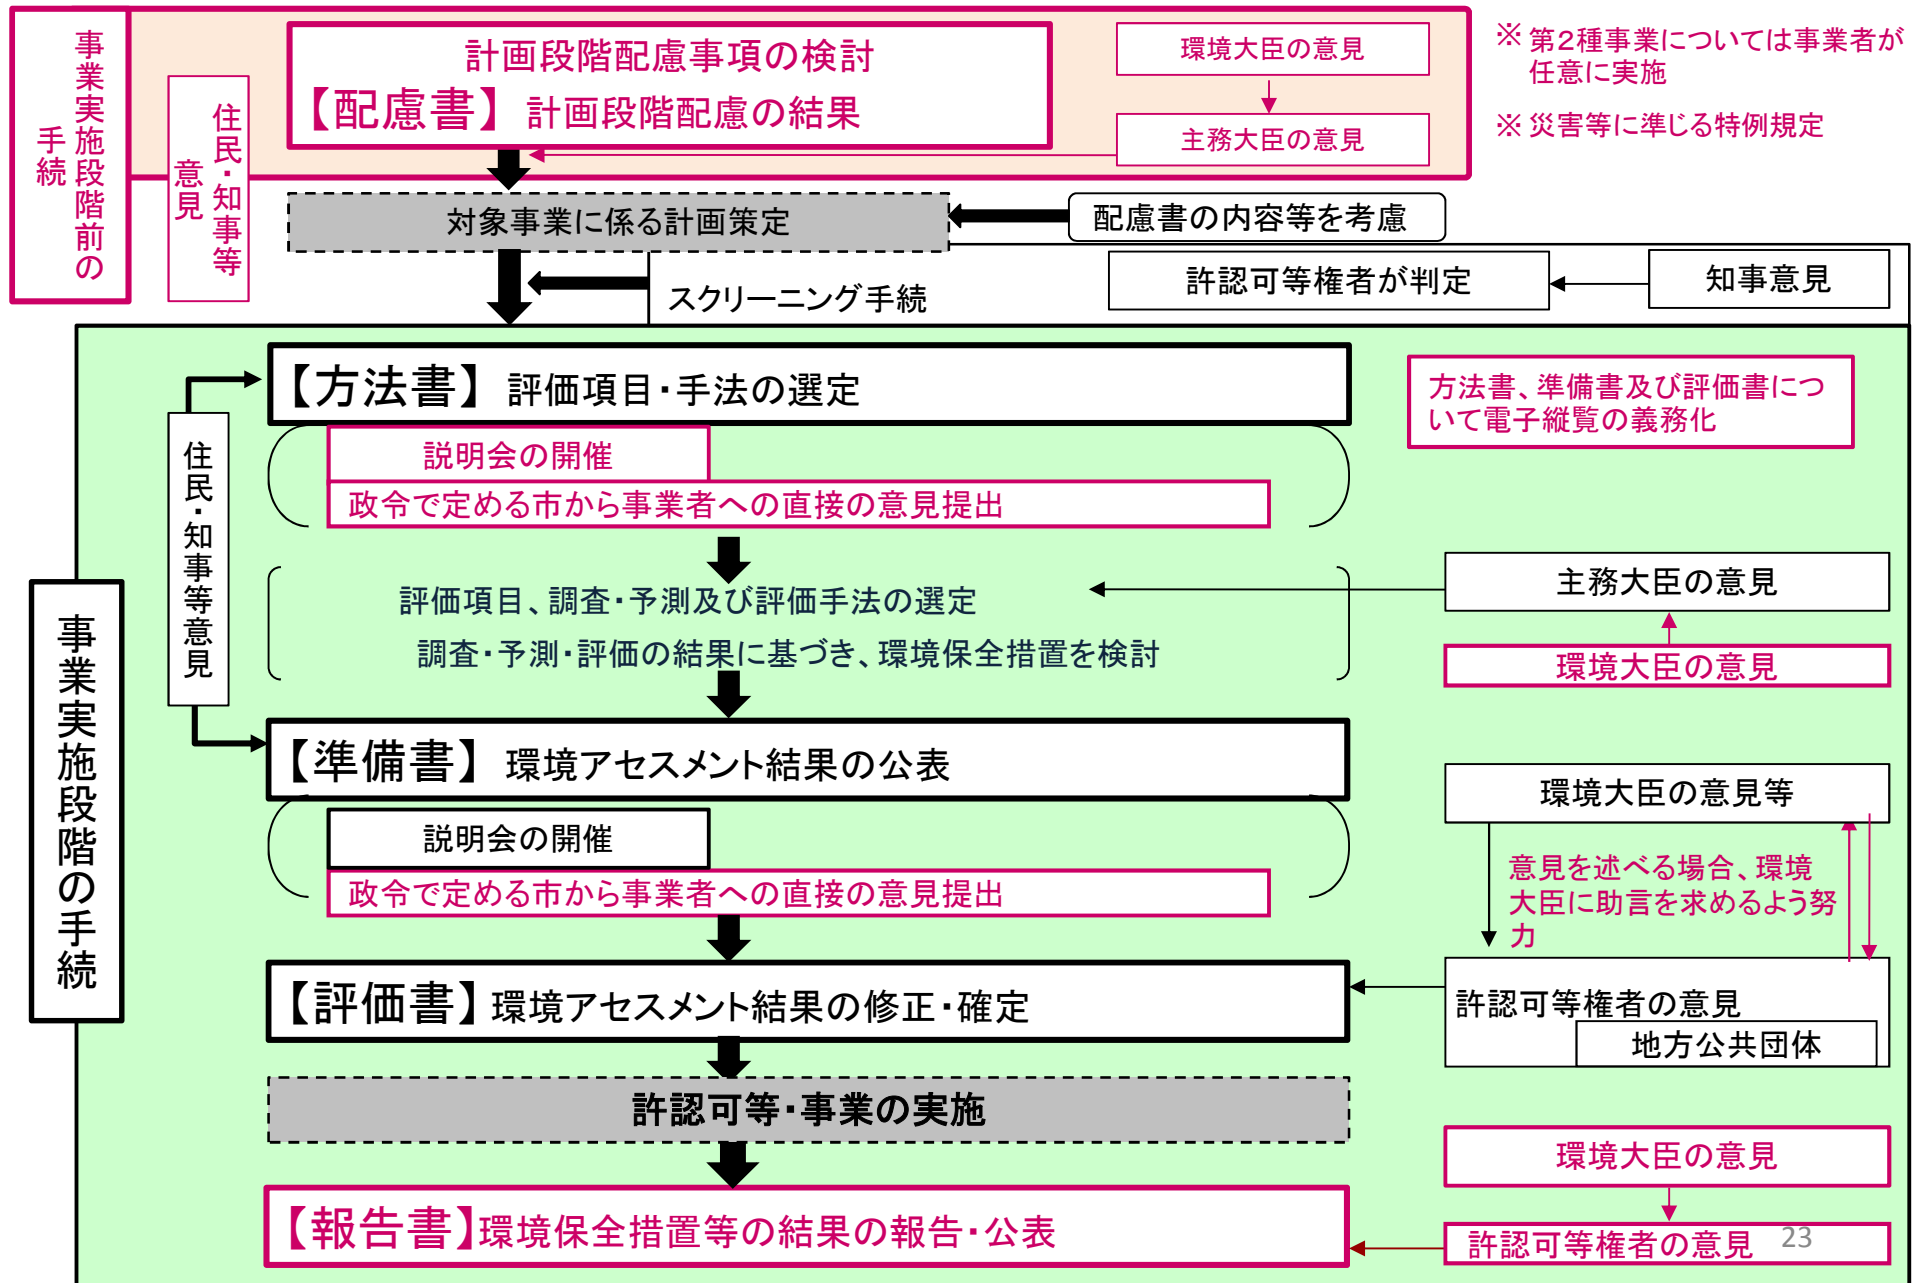 事業実施段階前の
手続
住民・知事等
意見
計画段階配慮事項の検討
【配慮書】 計画段階配慮の結果
環境大臣の意見
主務大臣の意見
※ 第２種事業については事業者が
任意に実施
※ 災害等に準じる特例規定
対象事業に係る計画策定
配慮書の内容等を考慮
スクリーニング手続
許認可等権者が判定
知事意見
事業実施段階の手続
住民・知事等意見
【方法書】 評価項目・手法の選定
説明会の開催
政令で定める市から事業者への直接の意見提出
方法書、準備書及び評価書につ
いて電子縦覧の義務化
評価項目、調査・予測及び評価手法の選定
調査・予測・評価の結果に基づき、環境保全措置を検討
主務大臣の意見
環境大臣の意見
【準備書】 環境アセスメント結果の公表
説明会の開催
政令で定める市から事業者への直接の意見提出
環境大臣の意見等
意見を述べる場合、環境
大臣に助言を求めるよう努
力
【評価書】 環境アセスメント結果の修正・確定
許認可等権者の意見
地方公共団体
許認可等・事業の実施
【報告書】環境保全措置等の結果の報告・公表
環境大臣の意見
許認可等権者の意見
23